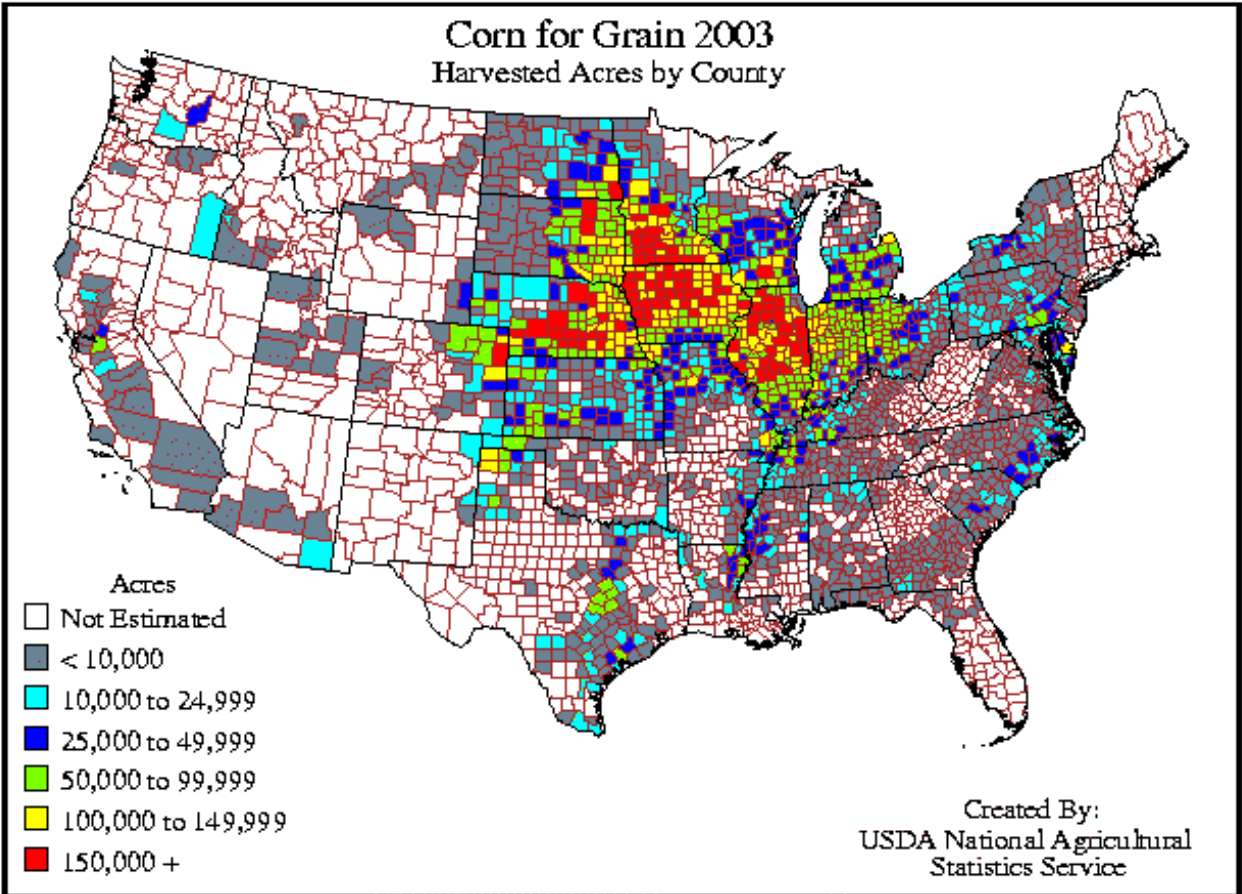 Corn for Grain 2003
Harvested Acres by County
Acres
Not Estimated
< 10,000
10,000 to 24,999
25,000 to 49,999
50,000 to 99,999
100,000 to 149,999
150,000 +
Created By:
USDA National Agricultural
Statistics Service